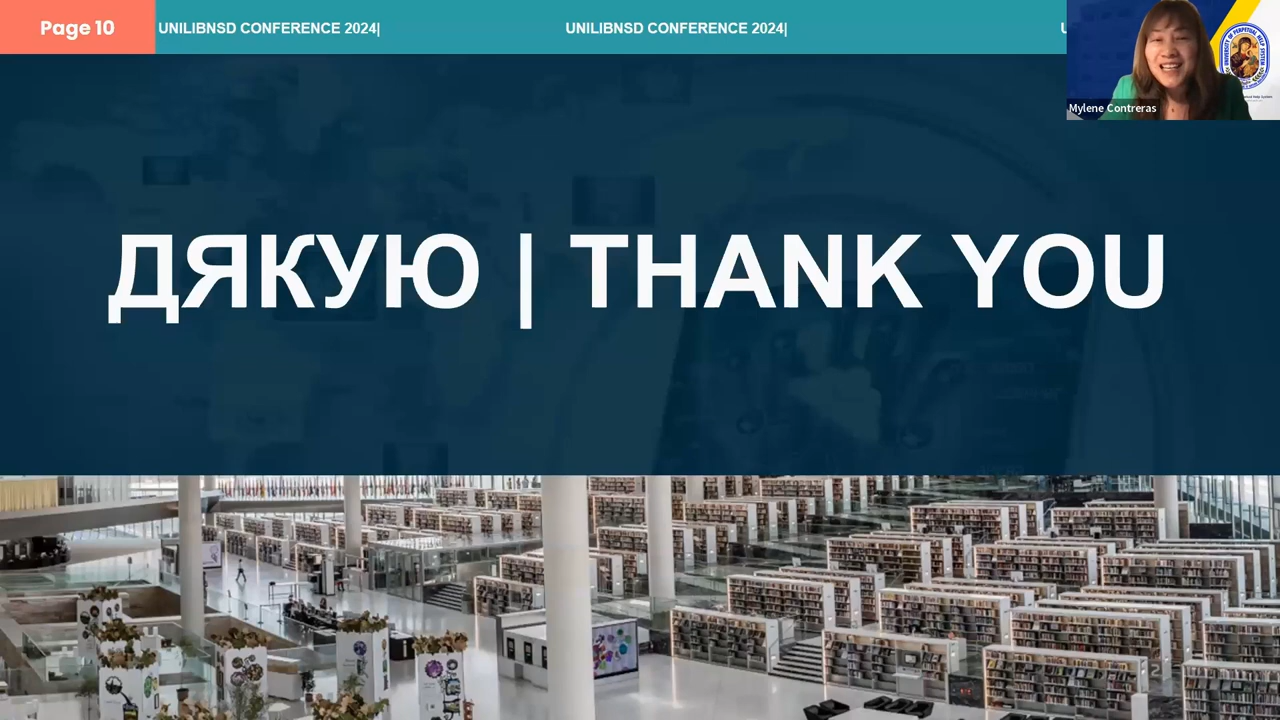 Page 10
UNILIBNSD CONFERENCE 2024|
UNILIBNSD CONFERENCE 2024|
Mylene Contreras
ДЯКУЮ | THANK YOU